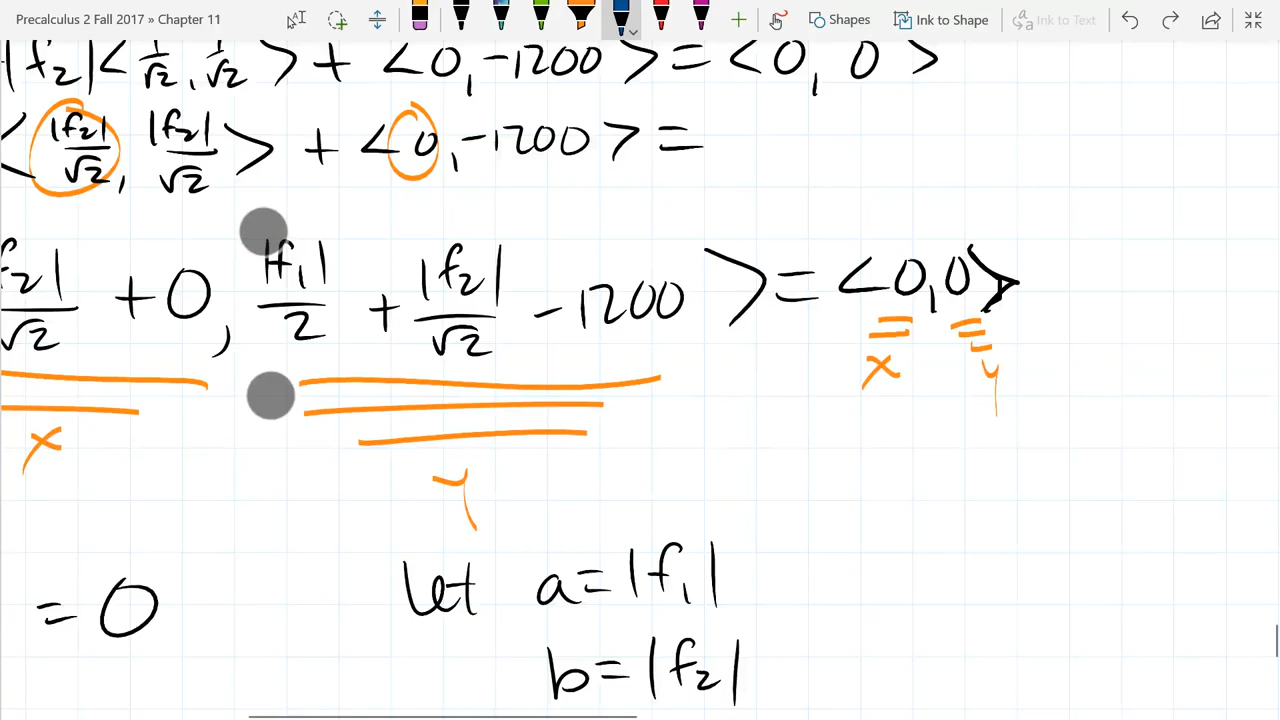 Precalculus 2 Fall 2017 » Chapter 11 Shapes Ink to Shape Ink to Text
|f₂|<1/√2, 1/√2> + <0, -1200> = <0, 0>
<|f₂|/√2, |f₂|/√2> + <0, -1200> =
f₂|/√2 + 0, |f₁|/2 + |f₂|/√2 - 1200 > = <0, 0>
x y
x y
= 0 let a = |f₁|
b = |f₂|